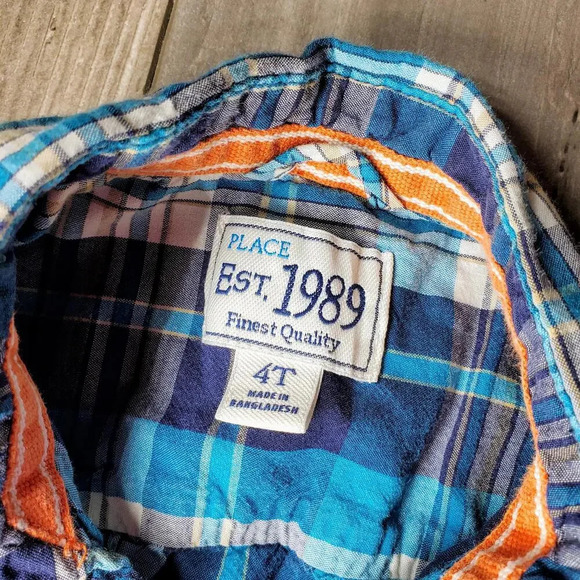 PLACE
EST. 1989
Finest Quality
4T
MADE IN
BANGLADESH